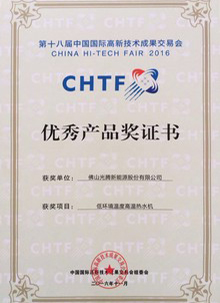 第十八届中国国际高新技术成果交易会
CHINA HI-TECH FAIR 2016
CHTF
优秀产品奖证书
获奖单位：佛山光腾新能源股份有限公司
获奖项目：低环境温度高温热水机
中国国际高新技术成果交易会组委会
二〇一六年十一月